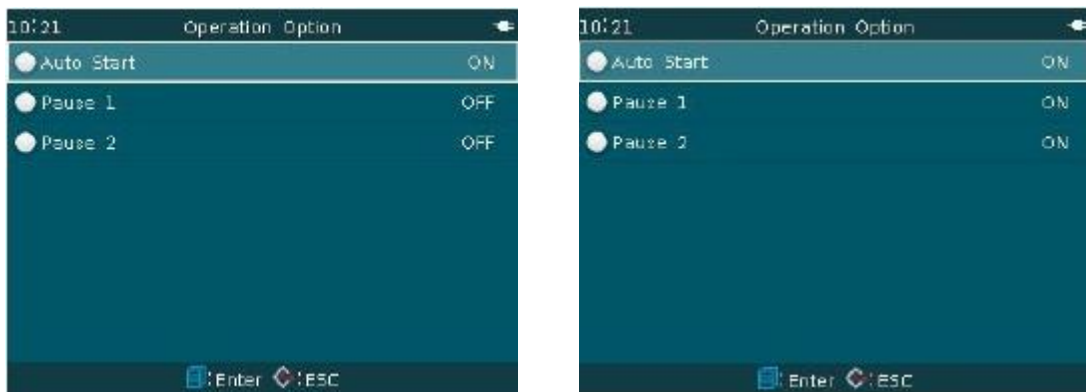 10:21 Operation Option
Auto Start ON
Pause 1 OFF
Pause 2 OFF
:Enter :ESC
10:21 Operation Option
Auto Start ON
Pause 1 ON
Pause 2 ON
:Enter :ESC